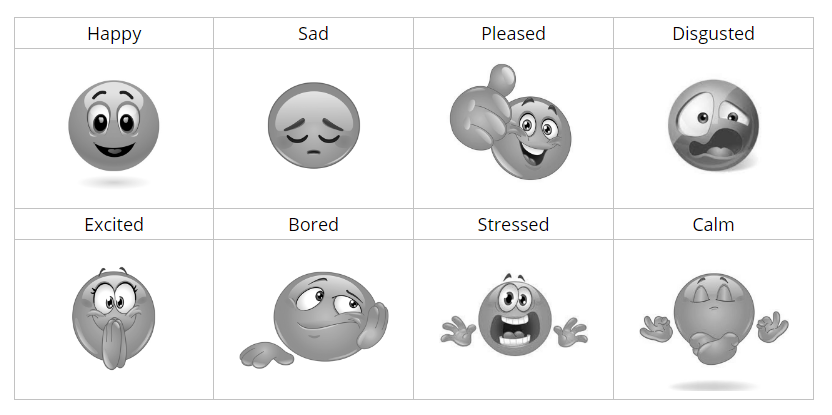 Happy Sad Pleased Disgusted
Excited Bored Stressed Calm